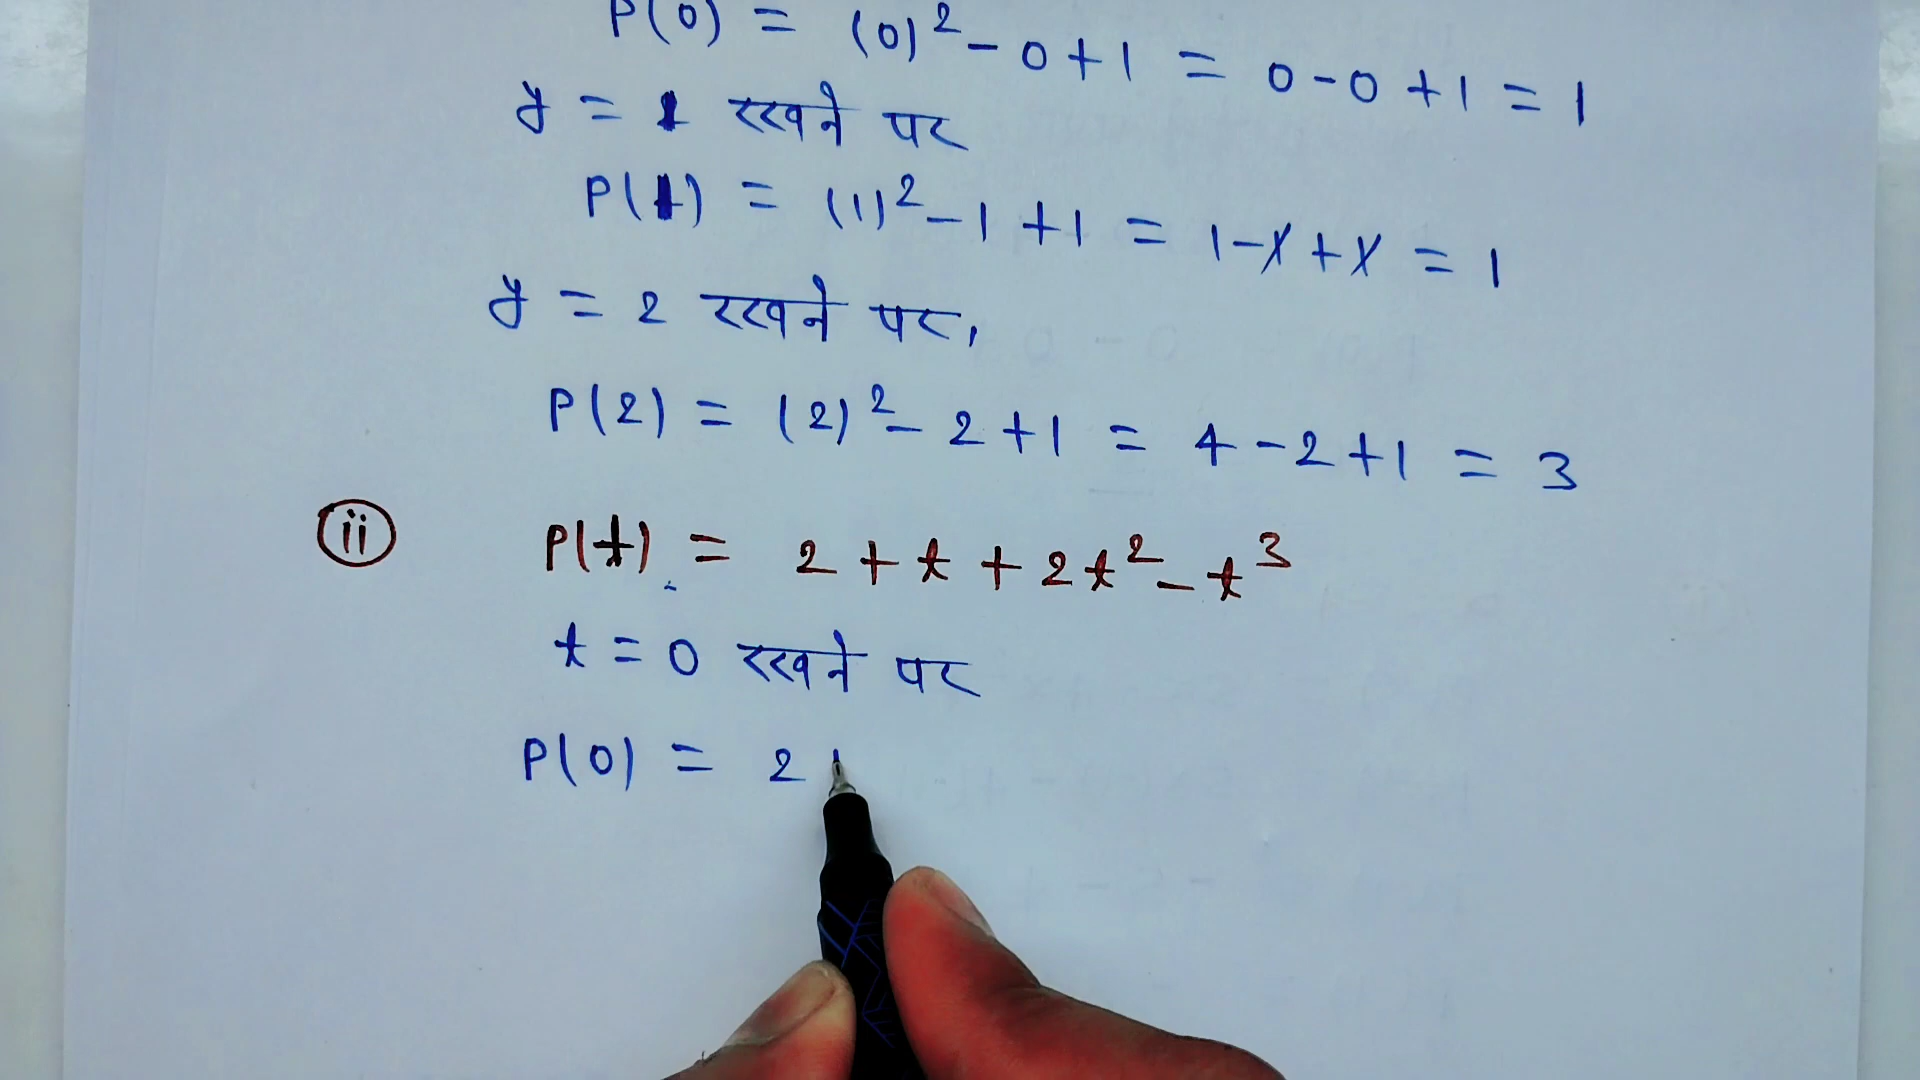 P(0) = (0)² - 0 + 1 = 0 - 0 + 1 = 1
y = 1 रखने पर
P(1) = (1)² - 1 + 1 = 1 - 1 + 1 = 1
y = 2 रखने पर,
P(2) = (2)² - 2 + 1 = 4 - 2 + 1 = 3
(ii) P(t) = 2 + t + 2t² - t³
t = 0 रखने पर
P(0) = 2